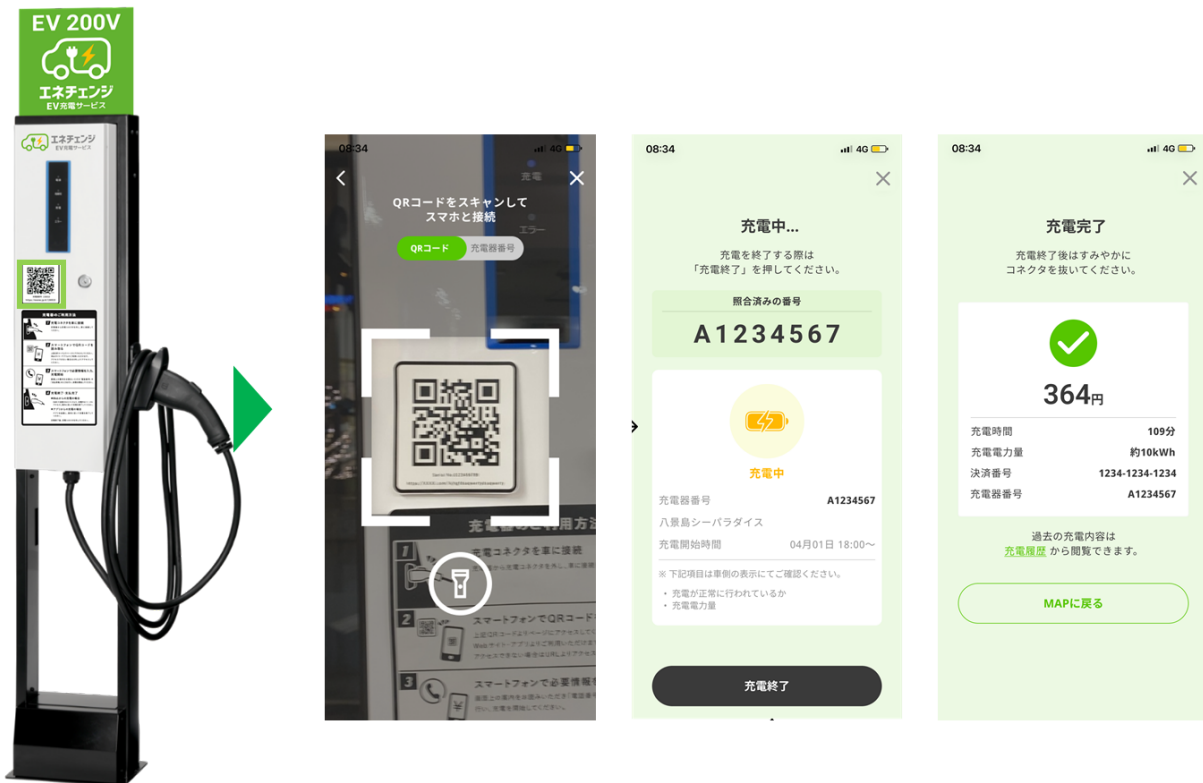 EV 200V
エネチェンジ
EV充電サービス
エネチェンジ
EV充電サービス
08:34
4G
充電
QRコードをスキャンして
スマホと接続
エラー
QRコード
充電器番号
1
充電コネクタを車に接続
2
スマートフォンでQRコード
3
スマートフォンで必要情報を
08:34
4G
充電中...
充電を終了する際は
「充電終了」を押してください。
照合済みの番号
A1234567
充電中
充電器番号 A1234567
八景島シーパラダイス
充電開始時間 04月01日 18:00〜
※ 下記項目は車側の表示にてご確認ください。
・ 充電が正常に行われているか
・ 充電電力量
充電終了
08:34
4G
充電完了
充電終了後はすみやかに
コネクタを抜いてください。
364円
充電時間 109分
充電電力量 約10kWh
決済番号 1234-1234-1234
充電器番号 A1234567
過去の充電内容は
充電履歴 から閲覧できます。
MAPに戻る